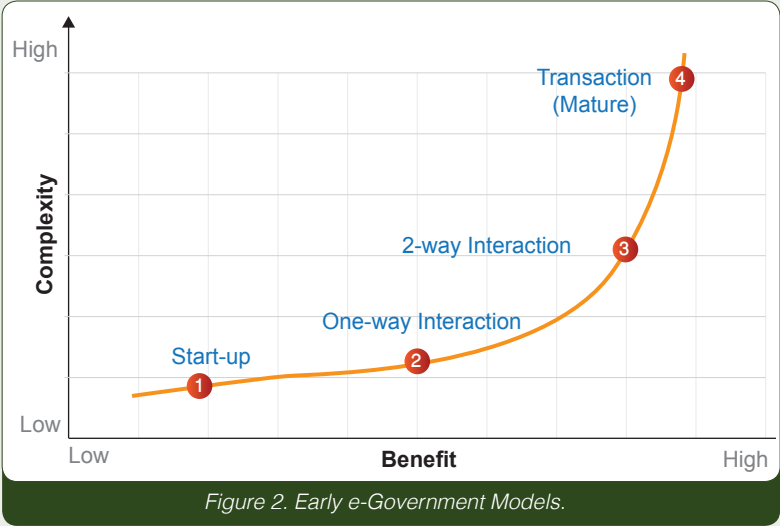 High
Transaction
(Mature)
4
Complexity
2-way Interaction
3
One-way Interaction
Start-up
2
1
Low
Low
Benefit
High
Figure 2. Early e-Government Models.